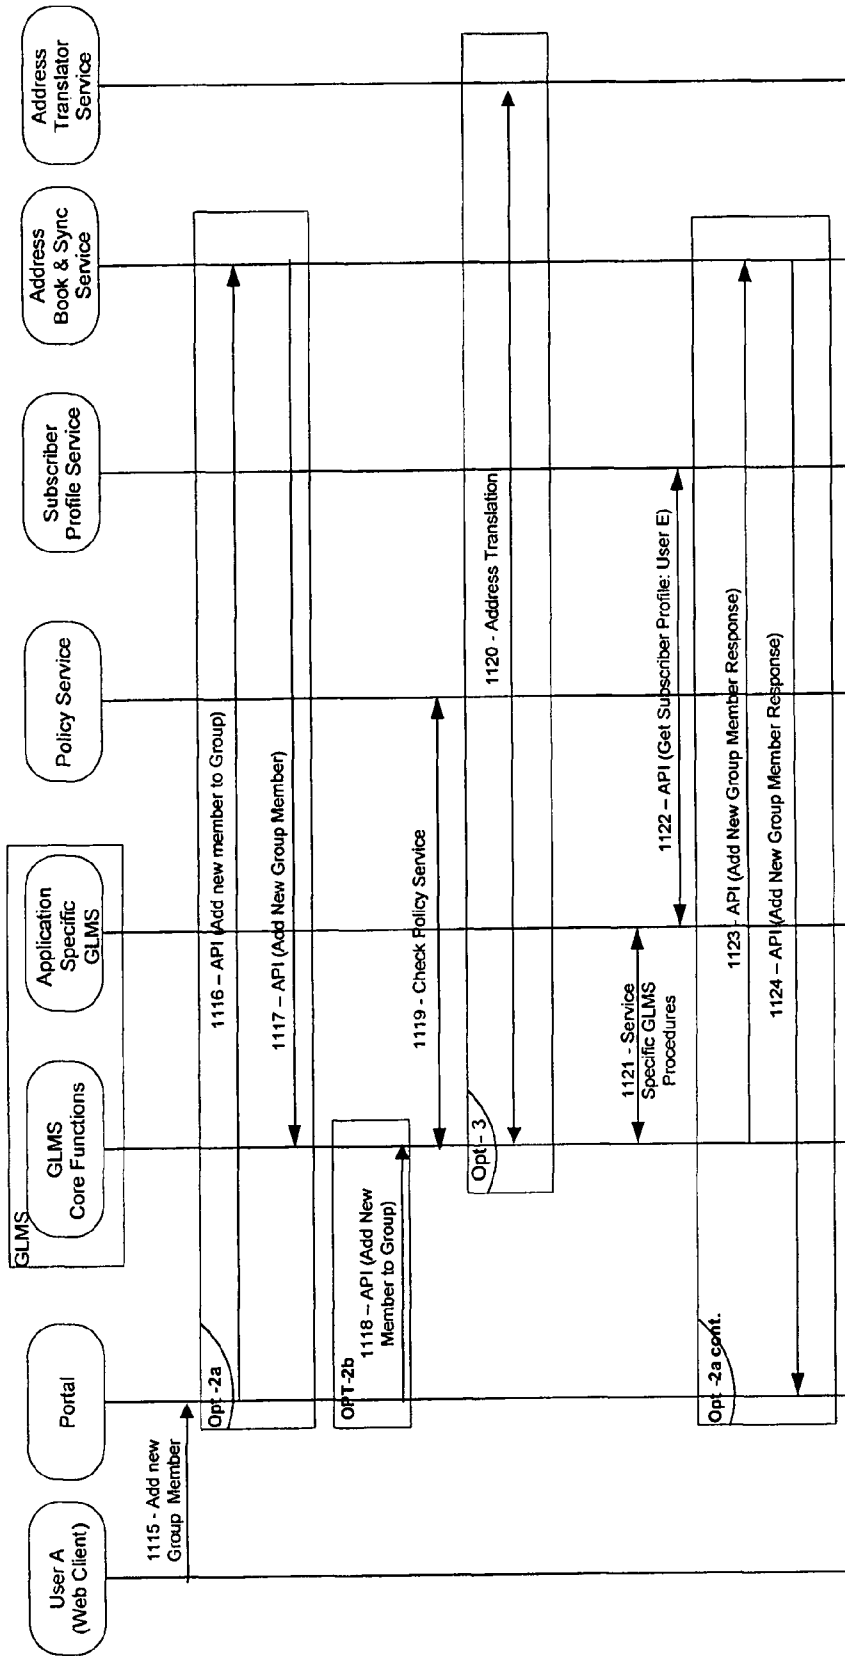 User A
(Web Client)
Portal
GLMS
GLMS
Core Functions
Application
Specific
GLMS
Policy Service
Subscriber
Profile Service
Address
Book & Sync
Service
Address
Translator
Service
1115 - Add new
Group Member
Opt -2a
1116 – API (Add new member to Group)
1117 – API (Add New Group Member)
OPT-2b
1118 – API (Add New
Member to Group)
1119 - Check Policy Service
Opt - 3
1120 - Address Translation
1121 - Service
Specific GLMS
Procedures
1122 – API (Get Subscriber Profile: User E)
Opt -2a cont.
1123 - API (Add New Group Member Response)
1124 – API (Add New Group Member Response)